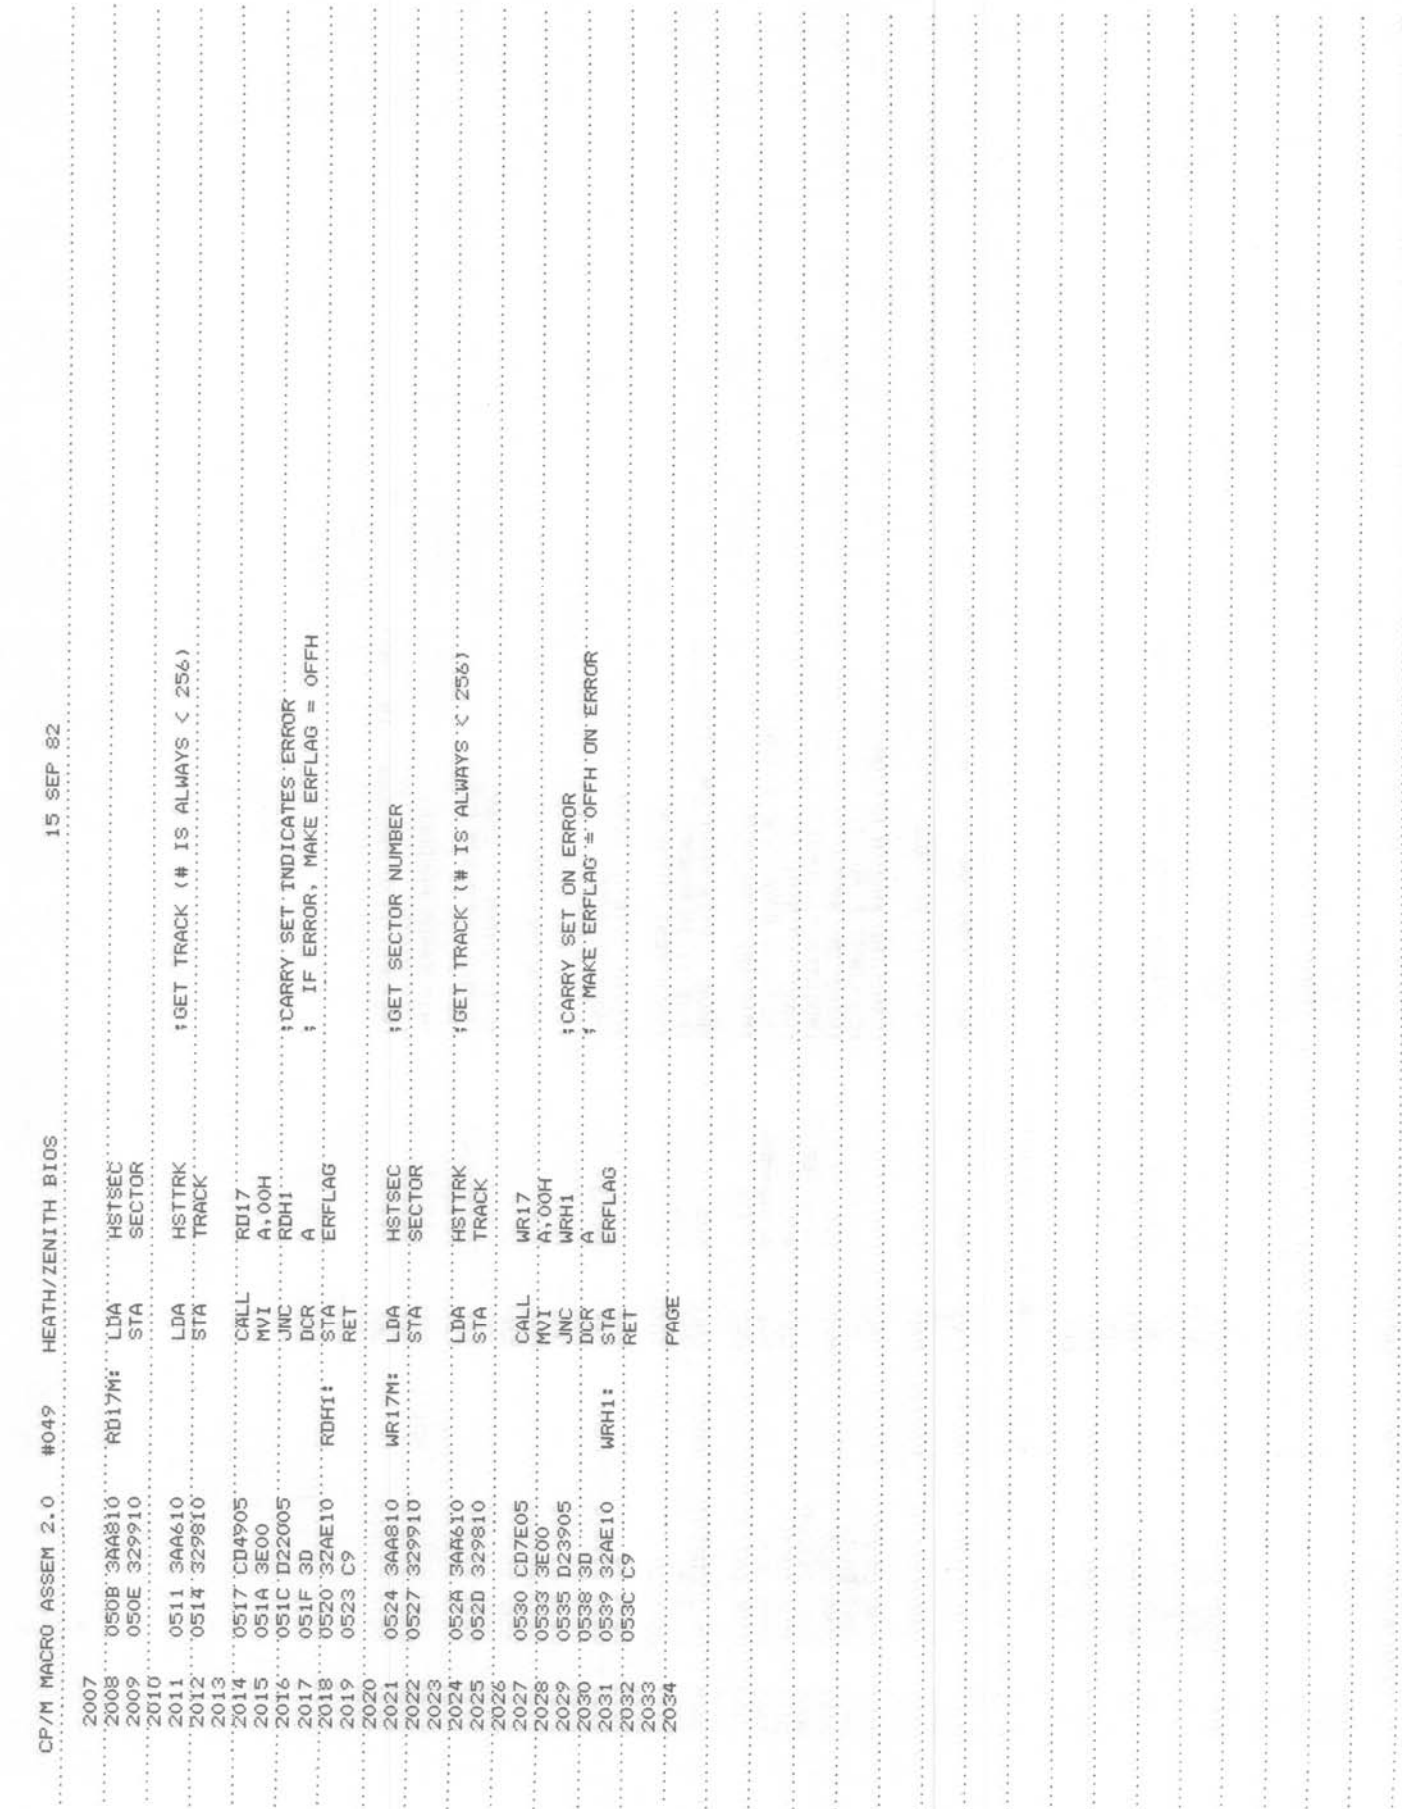 CP/M MACRO ASSEM 2.0 #049 HEATH/ZENITH BIOS 15 SEP 82
2007
2008 050B 3AA810 RD17M: LDA HSTSEC
2009 050E 329910 STA SECTOR
2010
2011 0511 3AA610 LDA HSTTRK ;GET TRACK (# IS ALWAYS < 256)
2012 0514 329810 STA TRACK
2013
2014 0517 CD4905 CALL RD17
2015 051A 3E00 MVI A,00H
2016 051C D22005 JNC RDH1 ;CARRY SET INDICATES ERROR
2017 051F 3D DCR A ; IF ERROR, MAKE ERFLAG = 0FFH
2018 0520 32AE10 RDH1: STA ERFLAG
2019 0523 C9 RET
2020
2021 0524 3AA810 WR17M: LDA HSTSEC ;GET SECTOR NUMBER
2022 0527 329910 STA SECTOR
2023
2024 052A 3AA610 LDA HSTTRK ;GET TRACK (# IS ALWAYS < 256)
2025 052D 329810 STA TRACK
2026
2027 0530 CD7E05 CALL WR17
2028 0533 3E00 MVI A,00H
2029 0535 D23905 JNC WRH1 ;CARRY SET ON ERROR
2030 0538 3D DCR A ; MAKE ERFLAG = 0FFH ON ERROR
2031 0539 32AE10 WRH1: STA ERFLAG
2032 053C C9 RET
2033
2034 PAGE